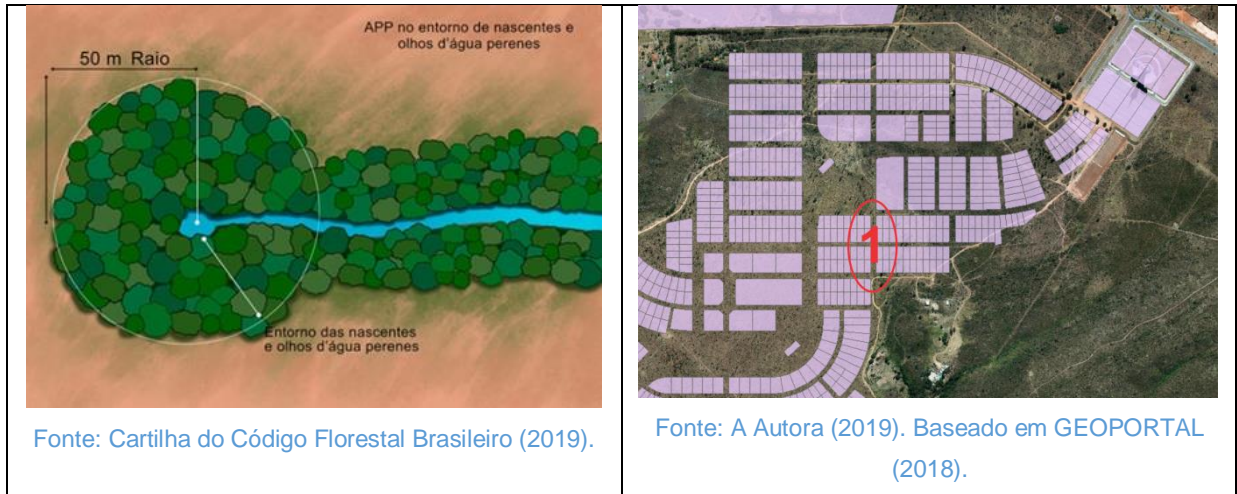 APP no entorno de nascentes e
olhos d'água perenes
50 m Raio
Entorno das nascentes
e olhos d'água perenes
Fonte: Cartilha do Código Florestal Brasileiro (2019).
1
Fonte: A Autora (2019). Baseado em GEOPORTAL
(2018).